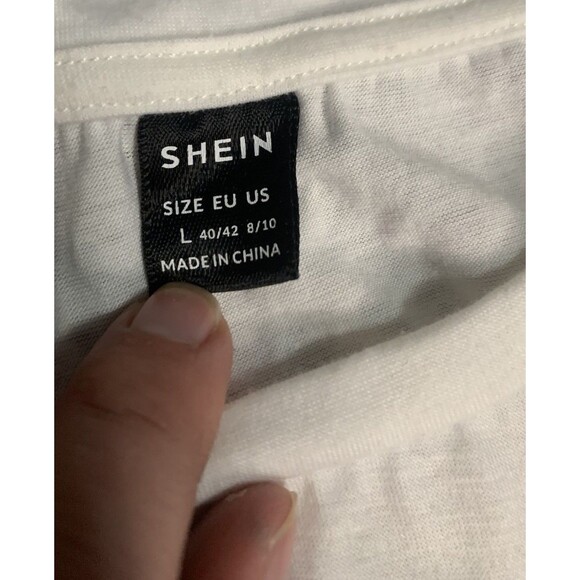 SHEIN
SIZE EU US
L 40/42 8/10
MADE IN CHINA